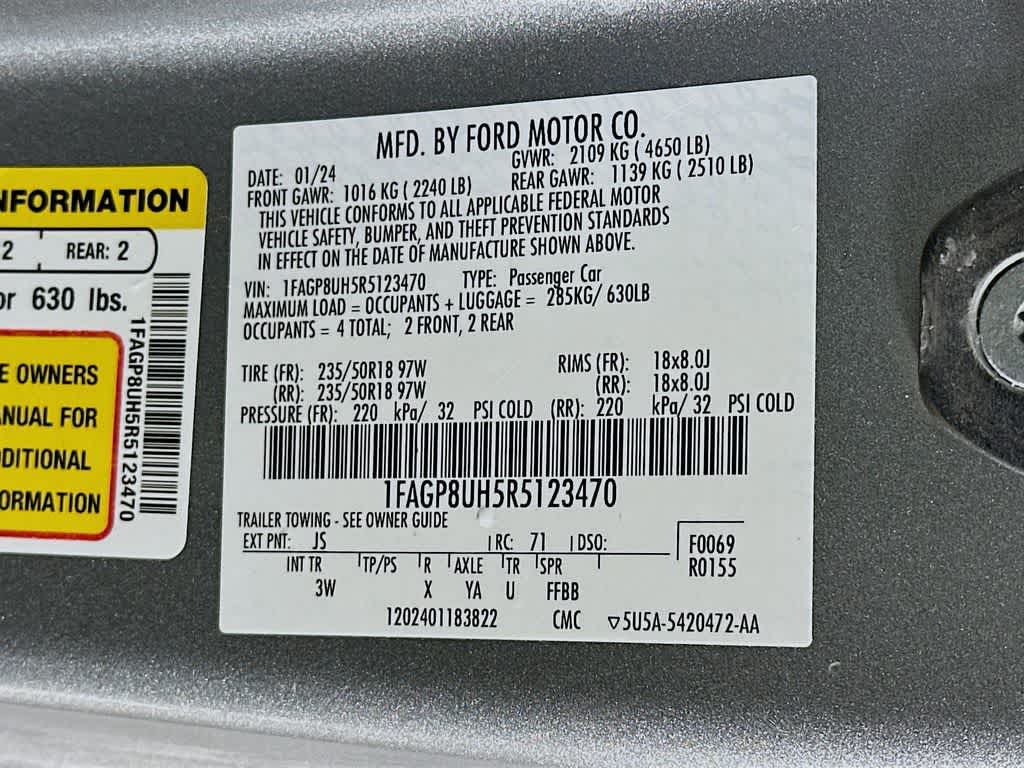 NFORMATION
2 REAR: 2
or 630 lbs.
E OWNERS
ANUAL FOR
DDITIONAL
ORMATION
1FAGP8UH5R5123470
MFD. BY FORD MOTOR CO.
DATE: 01/24 GVWR: 2109 KG ( 4650 LB)
FRONT GAWR: 1016 KG ( 2240 LB) REAR GAWR: 1139 KG ( 2510 LB)
THIS VEHICLE CONFORMS TO ALL APPLICABLE FEDERAL MOTOR
VEHICLE SAFETY, BUMPER, AND THEFT PREVENTION STANDARDS
IN EFFECT ON THE DATE OF MANUFACTURE SHOWN ABOVE.
VIN: 1FAGP8UH5R5123470 TYPE: Passenger Car
MAXIMUM LOAD = OCCUPANTS + LUGGAGE = 285KG/ 630LB
OCCUPANTS = 4 TOTAL; 2 FRONT, 2 REAR
TIRE (FR): 235/50R18 97W RIMS (FR): 18x8.0J
(RR): 235/50R18 97W (RR): 18x8.0J
PRESSURE (FR): 220 kPa/ 32 PSI COLD (RR): 220 kPa/ 32 PSI COLD
1FAGP8UH5R5123470
TRAILER TOWING - SEE OWNER GUIDE
EXT PNT: JS RC: 71 DSO: F0069
INT TR TP/PS R AXLE TR SPR R0155
3W X YA U FFBB
1202401183822 CMC ▽5U5A-5420472-AA